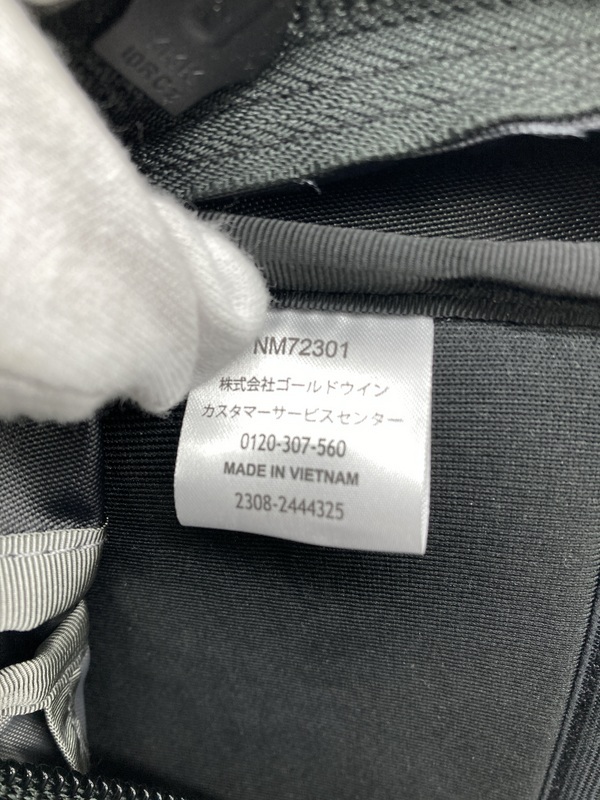 NM72301
株式会社ゴールドウイン
カスタマーサービスセンター
0120-307-560
MADE IN VIETNAM
2308-2444325